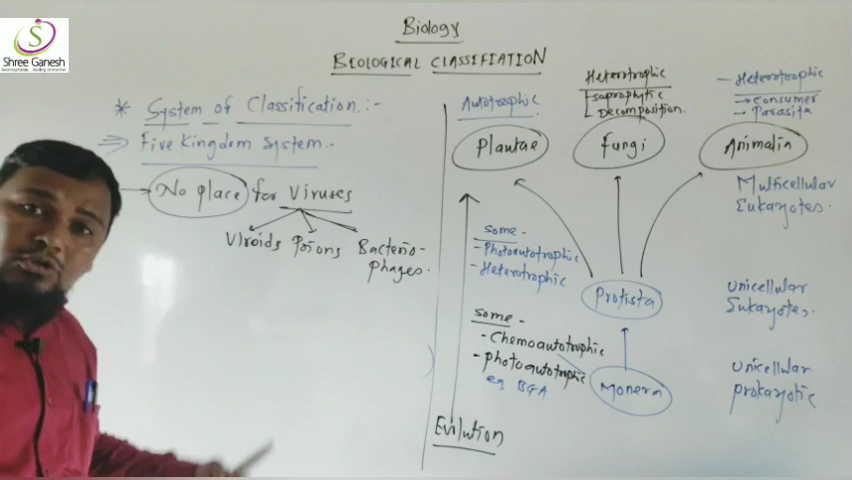 S
Shree Ganesh
Biology
BIOLOGICAL CLASSIFIATION
* System of Classification :-
⇒ Five Kingdom System -
→ No place for Viruses
Viroids Prions Bacterio-
phages.
Autotrophic
Plantae
Heterotrophic
Saprophytic
Decomposition.
Fungi
- Heterotrophic
→ Consumer
→ Parasita
Animalia
Multicellular
Eukaryotes.
Some -
- Photoautotrophic
- Heterotrophic
Protista
Unicellular
Eukaryotes.
Some -
- Chemoautotrophic
- Photoautotrophic
eg BGA
Monera
Unicellular
Prokaryotic
Evilution